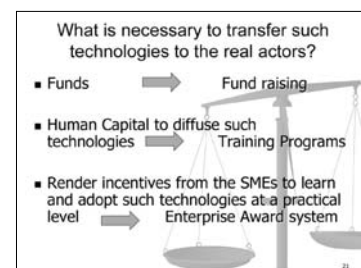 What is necessary to transfer such
technologies to the real actors?
■ Funds Fund raising
■ Human Capital to diffuse such
technologies Training Programs
■ Render incentives from the SMEs to learn
and adopt such technologies at a practical
level Enterprise Award system
21